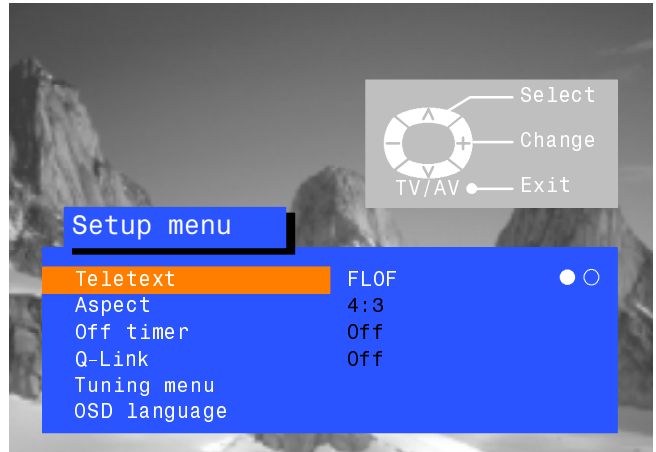 Select
Change
TV/AV Exit
Setup menu
Teletext FLOF
Aspect 4:3
Off timer Off
Q-Link Off
Tuning menu
OSD language